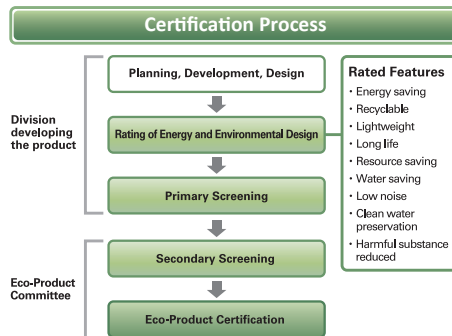 Certification Process
Planning, Development, Design
Division
developing
the product
Rating of Energy and Environmental Design
Primary Screening
Eco-Product
Committee
Secondary Screening
Eco-Product Certification
Rated Features
· Energy saving
· Recyclable
· Lightweight
· Long life
· Resource saving
· Water saving
· Low noise
· Clean water
preservation
· Harmful substance
reduced